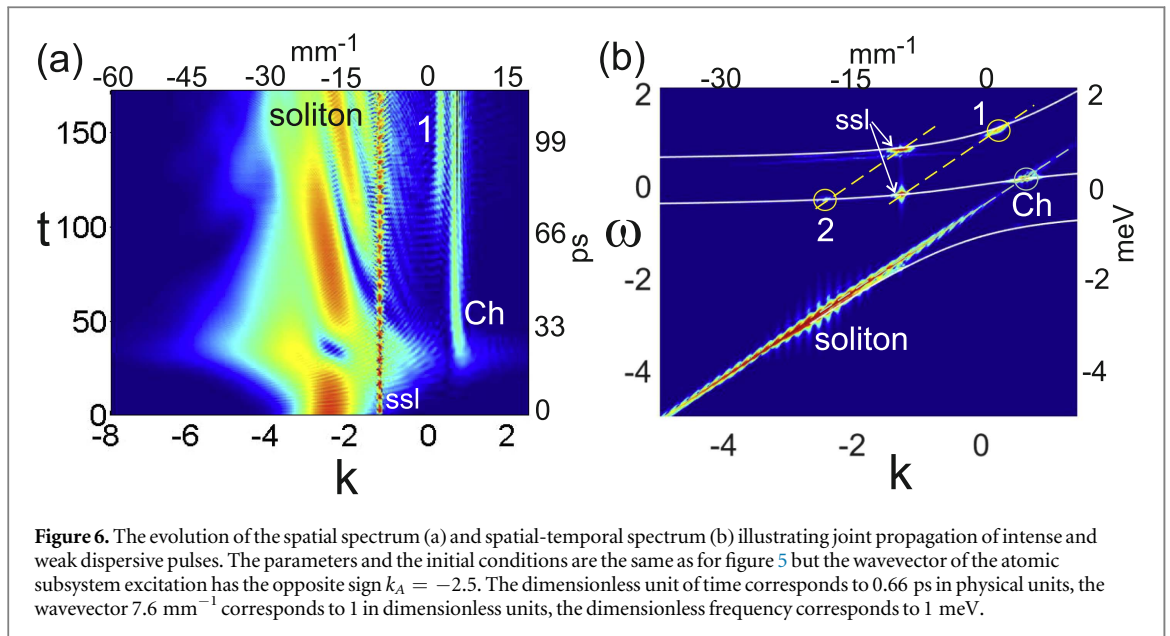 (a)
mm-1
-60 -45 -30 -15 0 15
soliton
1
150
100
50
0
t
99
66
33
0
ps
Ch
ssl
-8 -6 -4 -2 0 2
k
(b)
mm-1
-30 -15 0
2
0
-2
-4
ω
2
0
-2
-4
meV
ssl
1
2
Ch
soliton
-4 -2 0
k
Figure 6. The evolution of the spatial spectrum (a) and spatial-temporal spectrum (b) illustrating joint propagation of intense and
weak dispersive pulses. The parameters and the initial conditions are the same as for figure 5 but the wavevector of the atomic
subsystem excitation has the opposite sign kA = −2.5. The dimensionless unit of time corresponds to 0.66 ps in physical units, the
wavevector 7.6 mm−1 corresponds to 1 in dimensionless units, the dimensionless frequency corresponds to 1 meV.